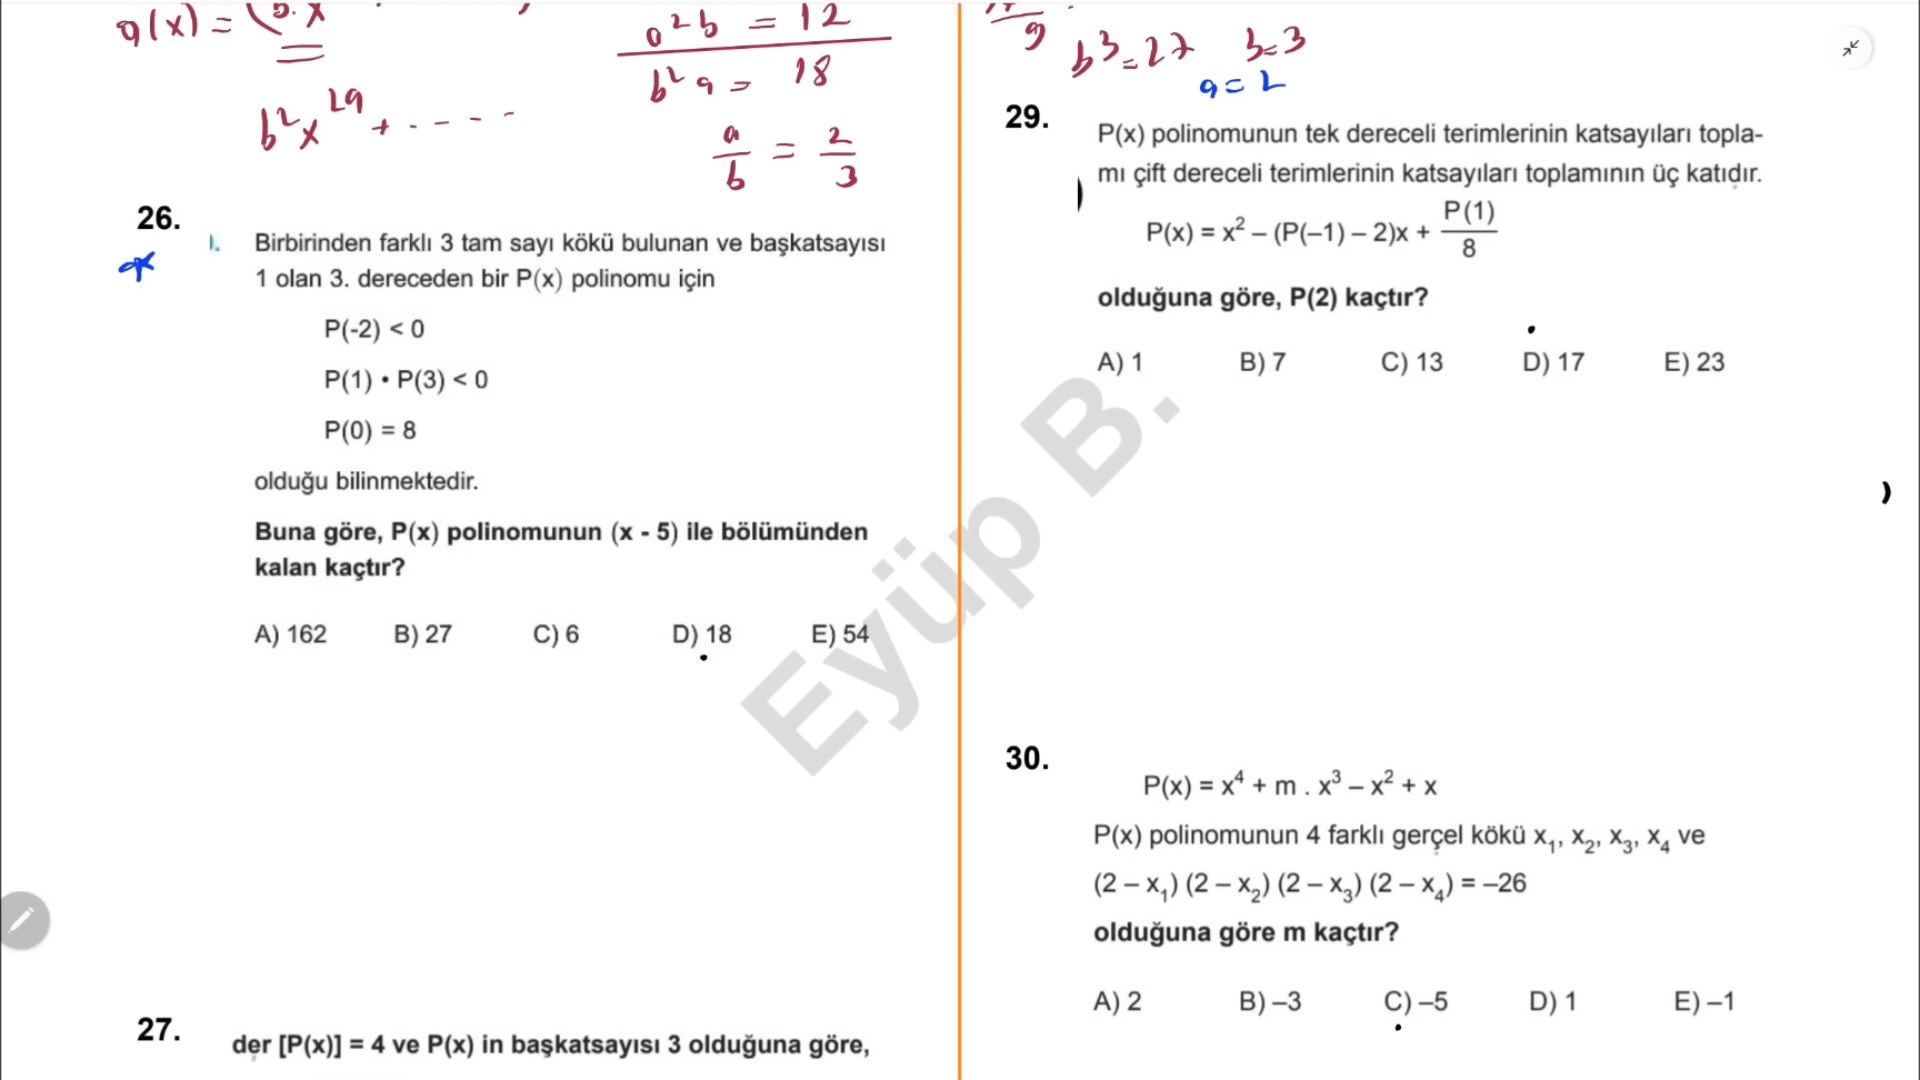 q(x) = (b.x
b²x²⁹ + . - - - -
a²b = 12
b²a = 18
a/b = 2/3
26.
Birbirinden farklı 3 tam sayı kökü bulunan ve başkatsayısı
1 olan 3. dereceden bir P(x) polinomu için
P(-2) < 0
P(1) • P(3) < 0
P(0) = 8
olduğu bilinmektedir.
Buna göre, P(x) polinomunun (x - 5) ile bölümünden
kalan kaçtır?
A) 162 B) 27 C) 6 D) 18 E) 54
27.
der [P(x)] = 4 ve P(x) in başkatsayısı 3 olduğuna göre,
9
b³ = 27 b=3
a = 2
29.
P(x) polinomunun tek dereceli terimlerinin katsayıları topla-
mı çift dereceli terimlerinin katsayıları toplamının üç katıdır.
P(x) = x² – (P(–1) – 2)x + P(1)/8
olduğuna göre, P(2) kaçtır?
A) 1 B) 7 C) 13 D) 17 E) 23
30.
P(x) = x⁴ + m . x³ – x² + x
P(x) polinomunun 4 farklı gerçel kökü x₁, x₂, x₃, x₄ ve
(2 – x₁) (2 – x₂) (2 – x₃) (2 – x₄) = –26
olduğuna göre m kaçtır?
A) 2 B) –3 C) –5 D) 1 E) –1
Eyüp B.